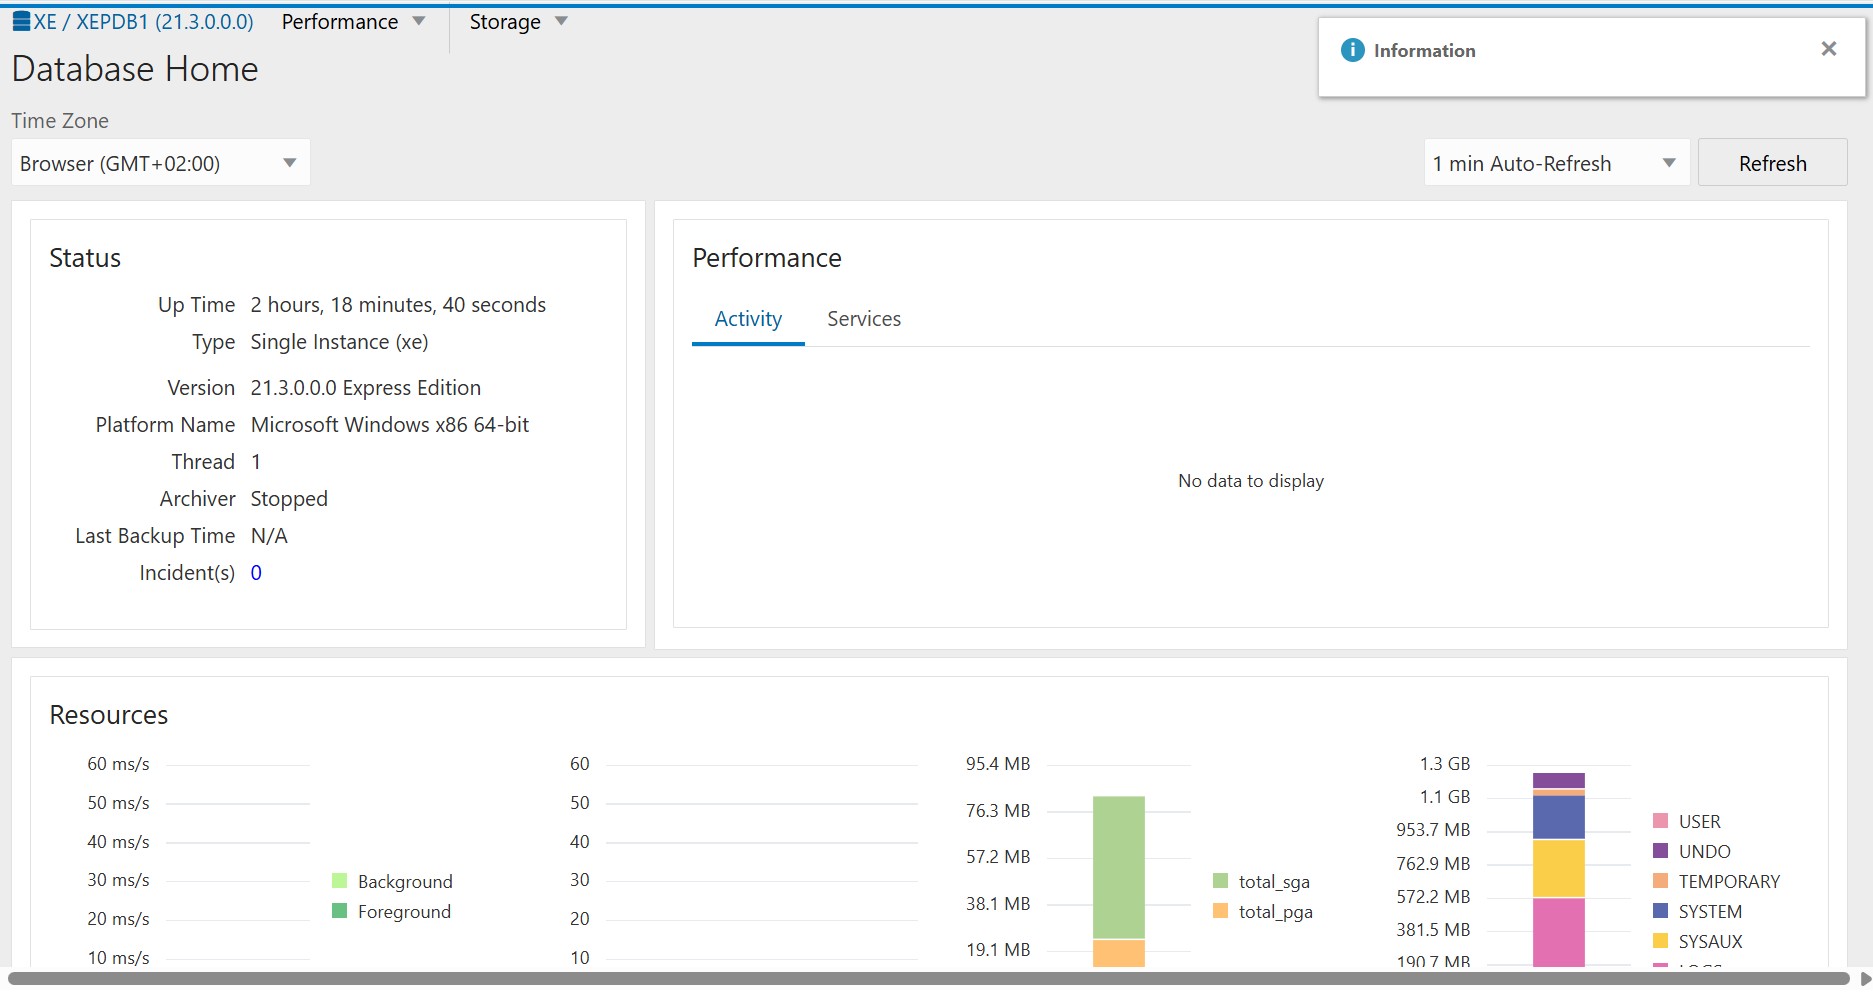 XE / XEPDB1 (21.3.0.0.0) Performance Storage
Information
Database Home
Time Zone
Browser (GMT+02:00)
1 min Auto-Refresh Refresh
Status
Up Time 2 hours, 18 minutes, 40 seconds
Type Single Instance (xe)
Version 21.3.0.0.0 Express Edition
Platform Name Microsoft Windows x86 64-bit
Thread 1
Archiver Stopped
Last Backup Time N/A
Incident(s) 0
Performance
Activity Services
No data to display
Resources
60 ms/s
50 ms/s
40 ms/s
30 ms/s
20 ms/s
10 ms/s
Background
Foreground
60
50
40
30
20
10
95.4 MB
76.3 MB
57.2 MB
38.1 MB
19.1 MB
total_sga
total_pga
1.3 GB
1.1 GB
953.7 MB
762.9 MB
572.2 MB
381.5 MB
190.7 MB
USER
UNDO
TEMPORARY
SYSTEM
SYSAUX